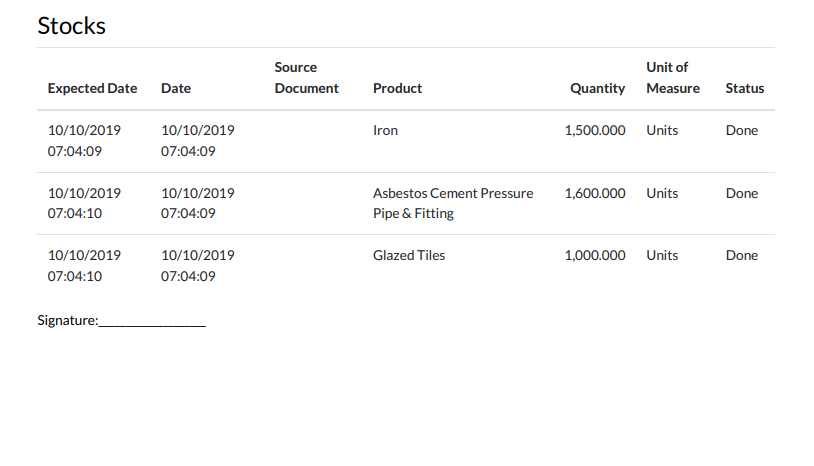 Stocks
Source Unit of
Expected Date Date Document Product Quantity Measure Status
10/10/2019 10/10/2019 Iron 1,500.000 Units Done
07:04:09 07:04:09
10/10/2019 10/10/2019 Asbestos Cement Pressure 1,600.000 Units Done
07:04:10 07:04:09 Pipe & Fitting
10/10/2019 10/10/2019 Glazed Tiles 1,000.000 Units Done
07:04:10 07:04:09
Signature:_________________